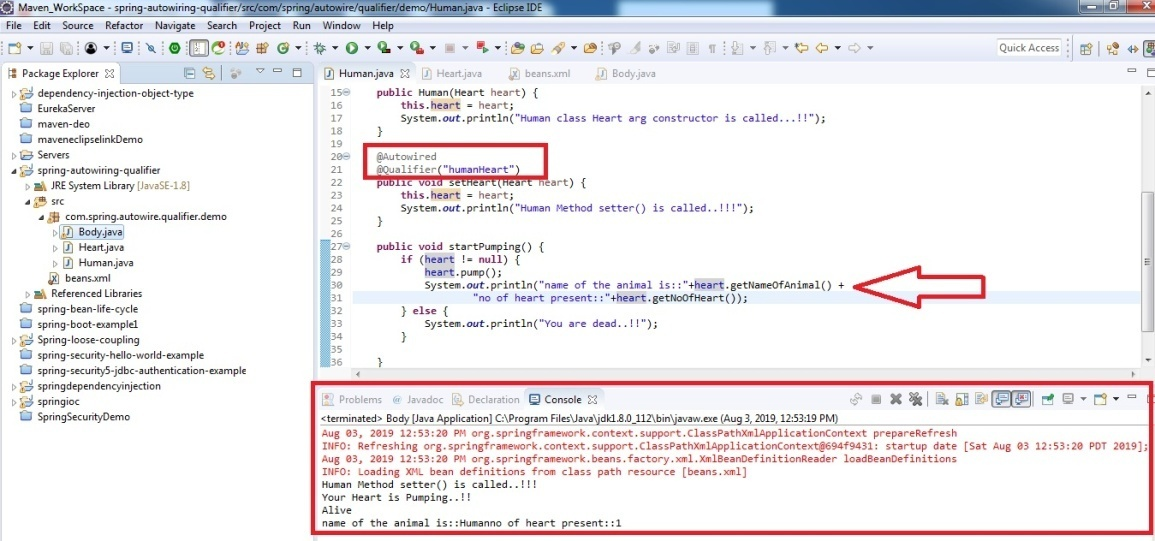 Maven_WorkSpace - spring-autowiring-qualifier/src/com/spring/autowire/qualifier/demo/Human.java - Eclipse IDE
File Edit Source Refactor Navigate Search Project Run Window Help
Quick Access
Package Explorer
dependency-injection-object-type
EurekaServer
maven-deo
maveneclipselinkDemo
Servers
spring-autowiring-qualifier
JRE System Library [JavaSE-1.8]
src
com.spring.autowire.qualifier.demo
Body.java
Heart.java
Human.java
beans.xml
Referenced Libraries
spring-bean-life-cycle
spring-boot-example1
Spring-loose-coupling
spring-security-hello-world-example
spring-security5-jdbc-authentication-example
springdependencyinjection
springioc
SpringSecurityDemo
Human.java Heart.java beans.xml Body.java
15 public Human(Heart heart) {
16 this.heart = heart;
17 System.out.println("Human class Heart arg constructor is called...!!");
18 }
19
20 @Autowired
21 @Qualifier("humanHeart")
22 public void setHeart(Heart heart) {
23 this.heart = heart;
24 System.out.println("Human Method setter() is called..!!!");
25 }
26
27 public void startPumping() {
28 if (heart != null) {
29 heart.pump();
30 System.out.println("name of the animal is::"+heart.getNameOfAnimal() +
31 "no of heart present::"+heart.getNoOfHeart());
32 } else {
33 System.out.println("You are dead..!!");
34 }
35
36 }
Problems @ Javadoc Declaration Console
<terminated> Body [Java Application] C:\Program Files\Java\jdk1.8.0_112\bin\javaw.exe (Aug 3, 2019, 12:53:19 PM)
Aug 03, 2019 12:53:20 PM org.springframework.context.support.ClassPathXmlApplicationContext prepareRefresh
INFO: Refreshing org.springframework.context.support.ClassPathXmlApplicationContext@694f9431: startup date [Sat Aug 03 12:53:20 PDT 2019];
Aug 03, 2019 12:53:20 PM org.springframework.beans.factory.xml.XmlBeanDefinitionReader loadBeanDefinitions
INFO: Loading XML bean definitions from class path resource [beans.xml]
Human Method setter() is called..!!!
Your Heart is Pumping..!!
Alive
name of the animal is::Humanno of heart present::1